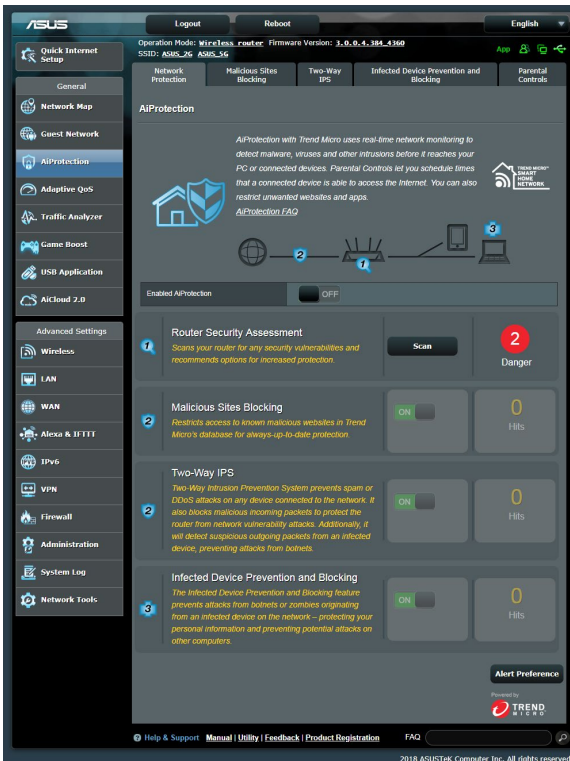 ASUS
Logout
Reboot
English
Quick Internet
Setup
General
Network Map
Guest Network
AiProtection
Adaptive QoS
Traffic Analyzer
Game Boost
USB Application
AiCloud 2.0
Advanced Settings
Wireless
LAN
WAN
Alexa & IFTTT
IPv6
VPN
Firewall
Administration
System Log
Network Tools
Operation Mode: Wireless router Firmware Version: 3.0.0.4.384_4360
SSID: ASUS_2G ASUS_5G
App
Network
Protection
Malicious Sites
Blocking
Two-Way
IPS
Infected Device Prevention and
Blocking
Parental
Controls
AiProtection
AiProtection with Trend Micro uses real-time network monitoring to
detect malware, viruses and other intrusions before it reaches your
PC or connected devices. Parental Controls let you schedule times
that a connected device is able to access the Internet. You can also
restrict unwanted websites and apps.
AiProtection FAQ
TREND MICRO™
SMART
HOME
NETWORK
2
1
3
Enabled AiProtection
OFF
1
Router Security Assessment
Scans your router for any security vulnerabilities and
recommends options for increased protection.
Scan
2
Danger
2
Malicious Sites Blocking
Restricts access to known malicious websites in Trend
Micro's database for always-up-to-date protection.
ON
0
Hits
2
Two-Way IPS
Two-Way Intrusion Prevention System prevents spam or
DDoS attacks on any device connected to the network. It
also blocks malicious incoming packets to protect the
router from network vulnerability attacks. Additionally, it
will detect suspicious outgoing packets from an infected
device, preventing attacks from botnets.
ON
0
Hits
3
Infected Device Prevention and Blocking
The Infected Device Prevention and Blocking feature
prevents attacks from botnets or zombies originating
from an infected device on the network – protecting your
personal information and preventing potential attacks on
other computers.
ON
0
Hits
Alert Preference
Powered by
TREND
MICRO
Help & Support Manual | Utility | Feedback | Product Registration FAQ
2018 ASUSTeK Computer Inc. All rights reserved